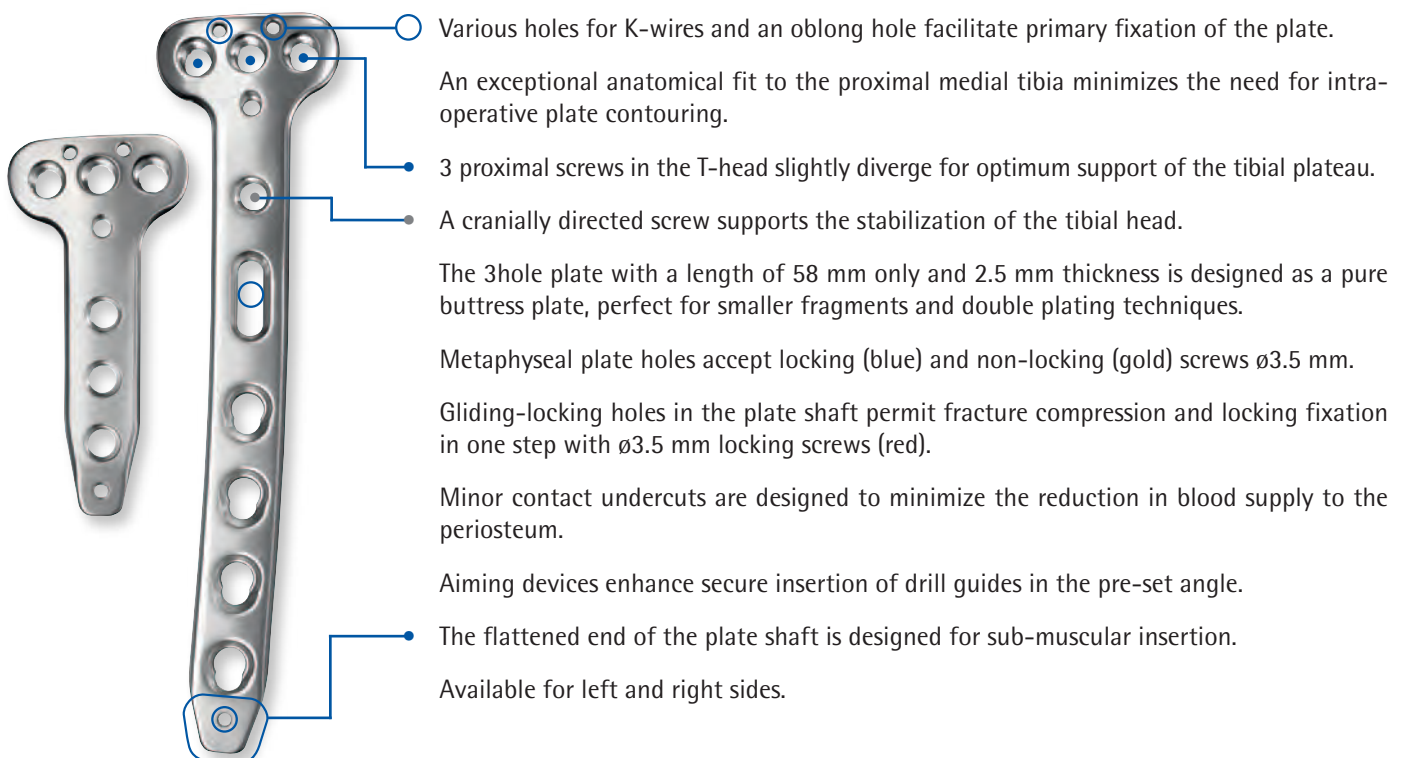 Various holes for K-wires and an oblong hole facilitate primary fixation of the plate.
An exceptional anatomical fit to the proximal medial tibia minimizes the need for intra-
operative plate contouring.
3 proximal screws in the T-head slightly diverge for optimum support of the tibial plateau.
A cranially directed screw supports the stabilization of the tibial head.
The 3hole plate with a length of 58 mm only and 2.5 mm thickness is designed as a pure
buttress plate, perfect for smaller fragments and double plating techniques.
Metaphyseal plate holes accept locking (blue) and non-locking (gold) screws ø3.5 mm.
Gliding-locking holes in the plate shaft permit fracture compression and locking fixation
in one step with ø3.5 mm locking screws (red).
Minor contact undercuts are designed to minimize the reduction in blood supply to the
periosteum.
Aiming devices enhance secure insertion of drill guides in the pre-set angle.
The flattened end of the plate shaft is designed for sub-muscular insertion.
Available for left and right sides.